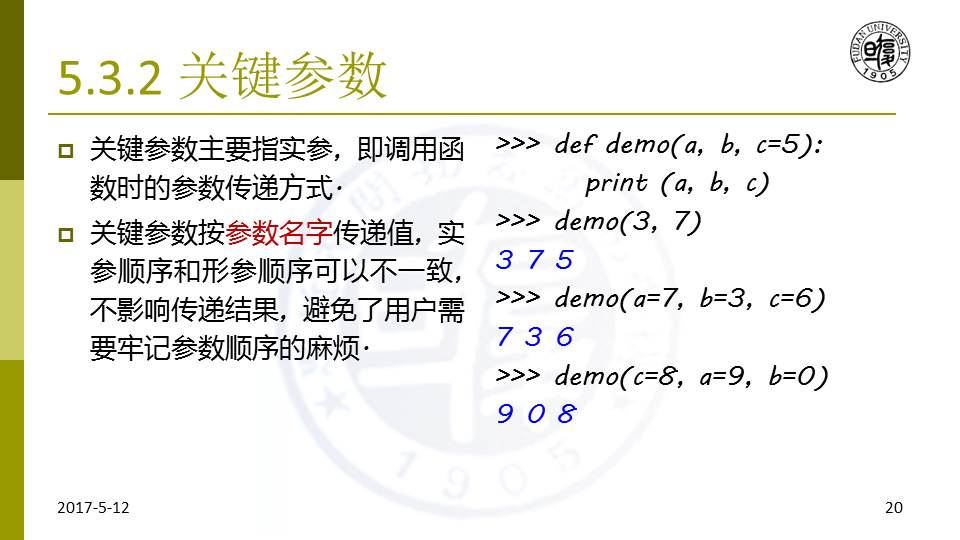 5.3.2 关键参数
FUDAN UNIVERSITY
1905
关键参数主要指实参，即调用函
数时的参数传递方式.
关键参数按参数名字传递值，实
参顺序和形参顺序可以不一致，
不影响传递结果，避免了用户需
要牢记参数顺序的麻烦.
>>> def demo(a, b, c=5):
print (a, b, c)
>>> demo(3, 7)
3 7 5
>>> demo(a=7, b=3, c=6)
7 3 6
>>> demo(c=8, a=9, b=0)
9 0 8
1905
2017-5-12
20